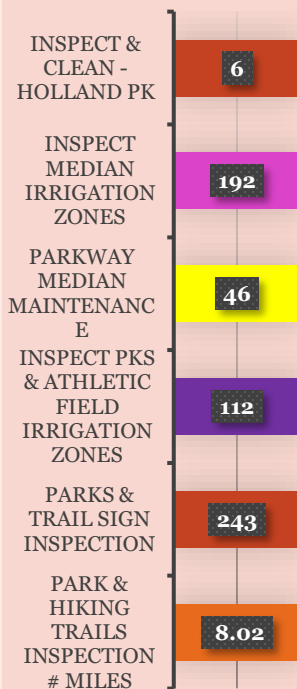 INSPECT &
CLEAN -
HOLLAND PK
6
INSPECT
MEDIAN
IRRIGATION
ZONES
192
PARKWAY
MEDIAN
MAINTENANC
E
46
INSPECT PKS
& ATHLETIC
FIELD
IRRIGATION
ZONES
112
PARKS &
TRAIL SIGN
INSPECTION
243
PARK &
HIKING
TRAILS
INSPECTION
# MILES
8.02